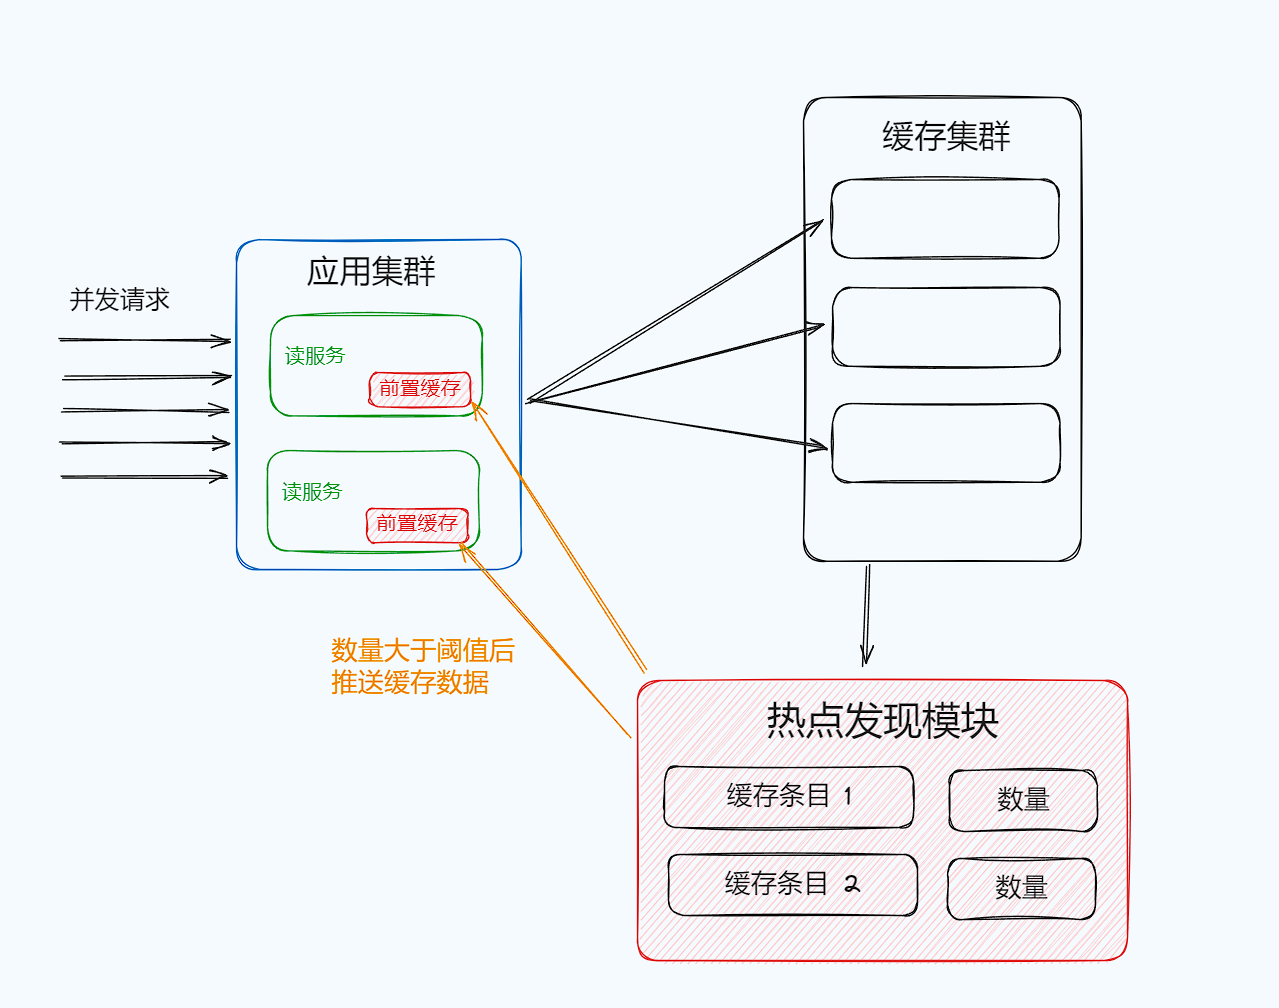 缓存集群
应用集群
并发请求
读服务
前置缓存
读服务
前置缓存
数量大于阈值后
推送缓存数据
热点发现模块
缓存条目 1
数量
缓存条目 2
数量